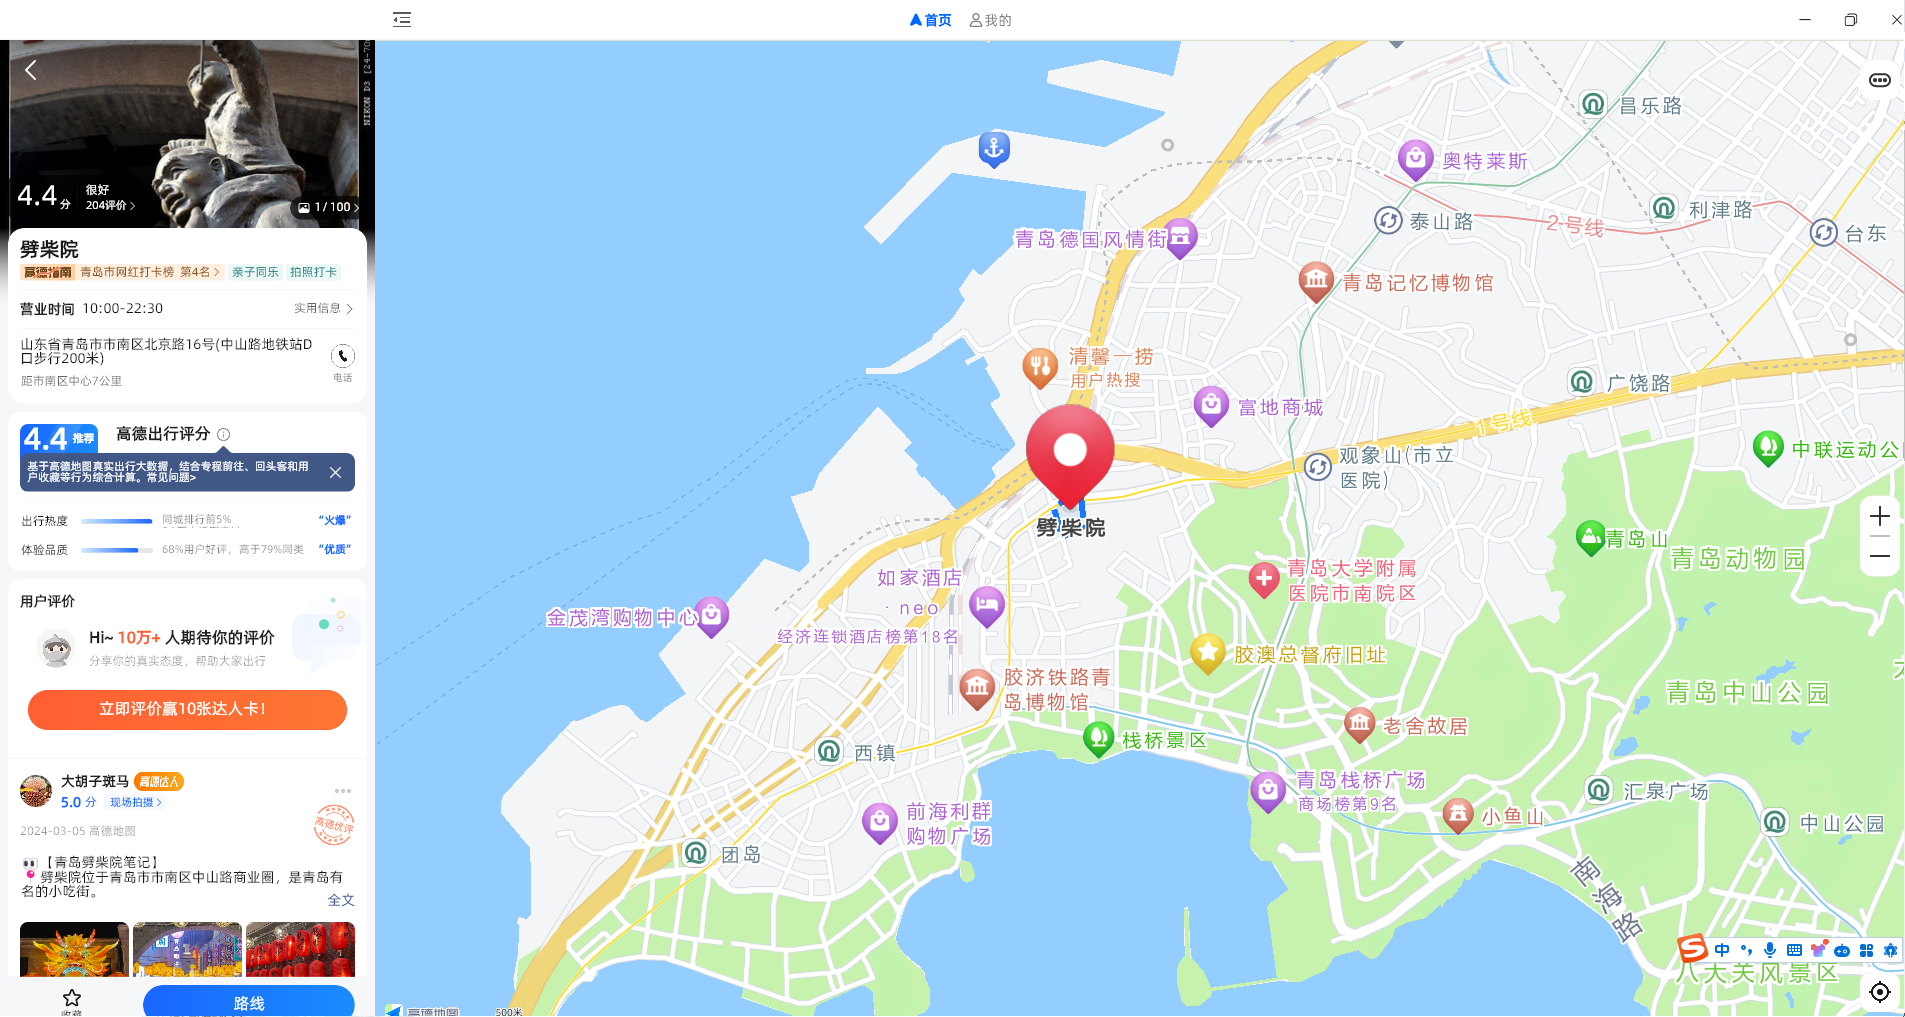 首页
我的
NIKON D3 [24-70
4.4分
很好
204评价
1/100
劈柴院
高德指南 青岛市网红打卡榜 第4名 亲子同乐 拍照打卡
营业时间 10:00-22:30 实用信息
山东省青岛市市南区北京路16号(中山路地铁站D
口步行200米)
距市南区中心7公里
电话
4.4 推荐 高德出行评分
基于高德地图真实出行大数据，结合专程前往、回头客和用
户收藏等行为综合计算。常见问题>
出行热度 同城排行前5% “火爆”
体验品质 68%用户好评，高于79%同类 “优质”
用户评价
Hi~ 10万+ 人期待你的评价
分享你的真实态度，帮助大家出行
立即评价赢10张达人卡！
大胡子斑马 高德达人
5.0 分 现场拍摄
2024-03-05 高德地图
高德优评
【青岛劈柴院笔记】
劈柴院位于青岛市市南区中山路商业圈，是青岛有
名的小吃街。
全文
收藏
路线
昌乐路
奥特莱斯
利津路
泰山路
2号线
台东
青岛德国风情街
青岛记忆博物馆
清馨一捞
用户热搜
广饶路
富地商城
1号线
观象山(市立
医院)
中联运动公
劈柴院
青岛山
青岛动物园
青岛大学附属
医院市南院区
如家酒店
· neo
经济连锁酒店榜第18名
金茂湾购物中心
胶澳总督府旧址
胶济铁路青
岛博物馆
青岛中山公园
老舍故居
栈桥景区
西镇
青岛栈桥广场
商场榜第9名
汇泉广场
小鱼山
中山公园
前海利群
购物广场
团岛
南海路
中
八大关风景区
高德地图
500米